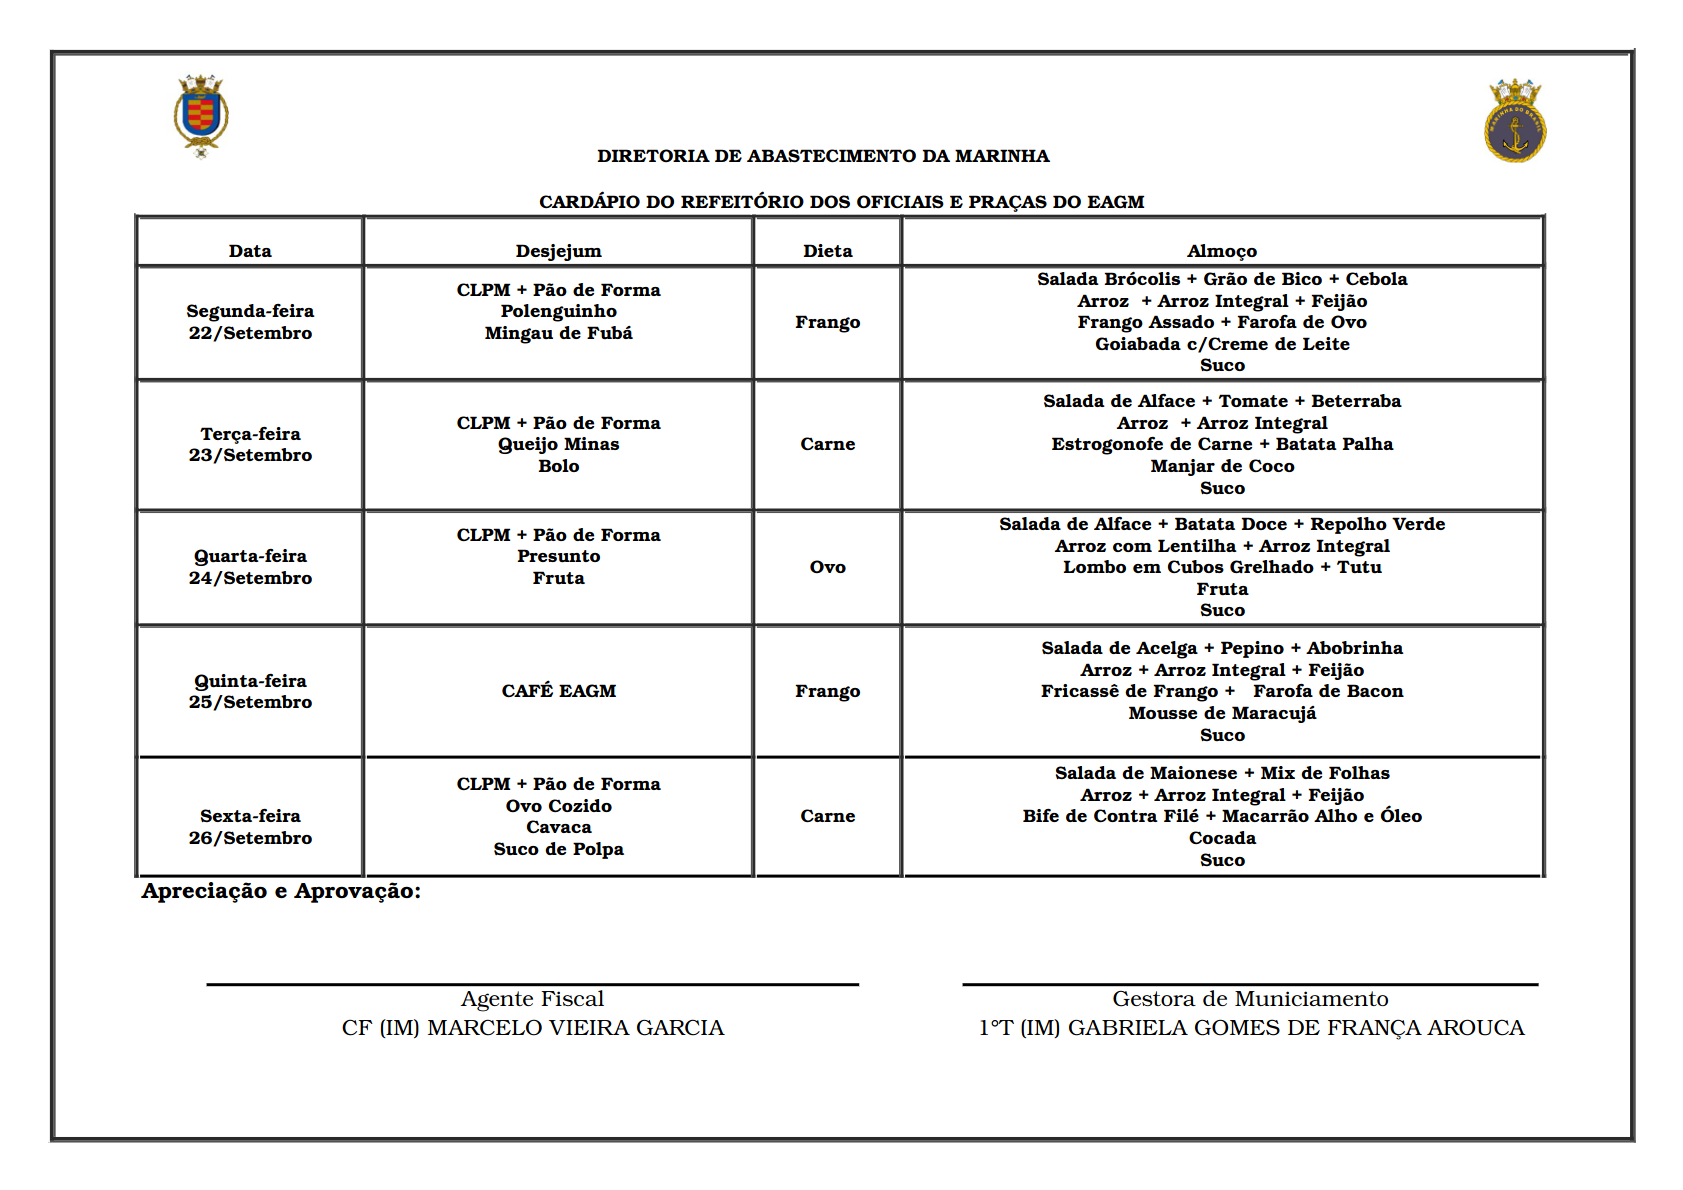 MARINHA DO BRASIL
DIRETORIA DE ABASTECIMENTO DA MARINHA
CARDÁPIO DO REFEITÓRIO DOS OFICIAIS E PRAÇAS DO EAGM
Data Desjejum Dieta Almoço
Segunda-feira
22/Setembro
CLPM + Pão de Forma
Polenguinho
Mingau de Fubá
Frango
Salada Brócolis + Grão de Bico + Cebola
Arroz + Arroz Integral + Feijão
Frango Assado + Farofa de Ovo
Goiabada c/Creme de Leite
Suco
Terça-feira
23/Setembro
CLPM + Pão de Forma
Queijo Minas
Bolo
Carne
Salada de Alface + Tomate + Beterraba
Arroz + Arroz Integral
Estrogonofe de Carne + Batata Palha
Manjar de Coco
Suco
Quarta-feira
24/Setembro
CLPM + Pão de Forma
Presunto
Fruta
Ovo
Salada de Alface + Batata Doce + Repolho Verde
Arroz com Lentilha + Arroz Integral
Lombo em Cubos Grelhado + Tutu
Fruta
Suco
Quinta-feira
25/Setembro
CAFÉ EAGM
Frango
Salada de Acelga + Pepino + Abobrinha
Arroz + Arroz Integral + Feijão
Fricassê de Frango + Farofa de Bacon
Mousse de Maracujá
Suco
Sexta-feira
26/Setembro
CLPM + Pão de Forma
Ovo Cozido
Cavaca
Suco de Polpa
Carne
Salada de Maionese + Mix de Folhas
Arroz + Arroz Integral + Feijão
Bife de Contra Filé + Macarrão Alho e Óleo
Cocada
Suco
Apreciação e Aprovação:
Agente Fiscal
CF (IM) MARCELO VIEIRA GARCIA
Gestora de Municiamento
1°T (IM) GABRIELA GOMES DE FRANÇA AROUCA